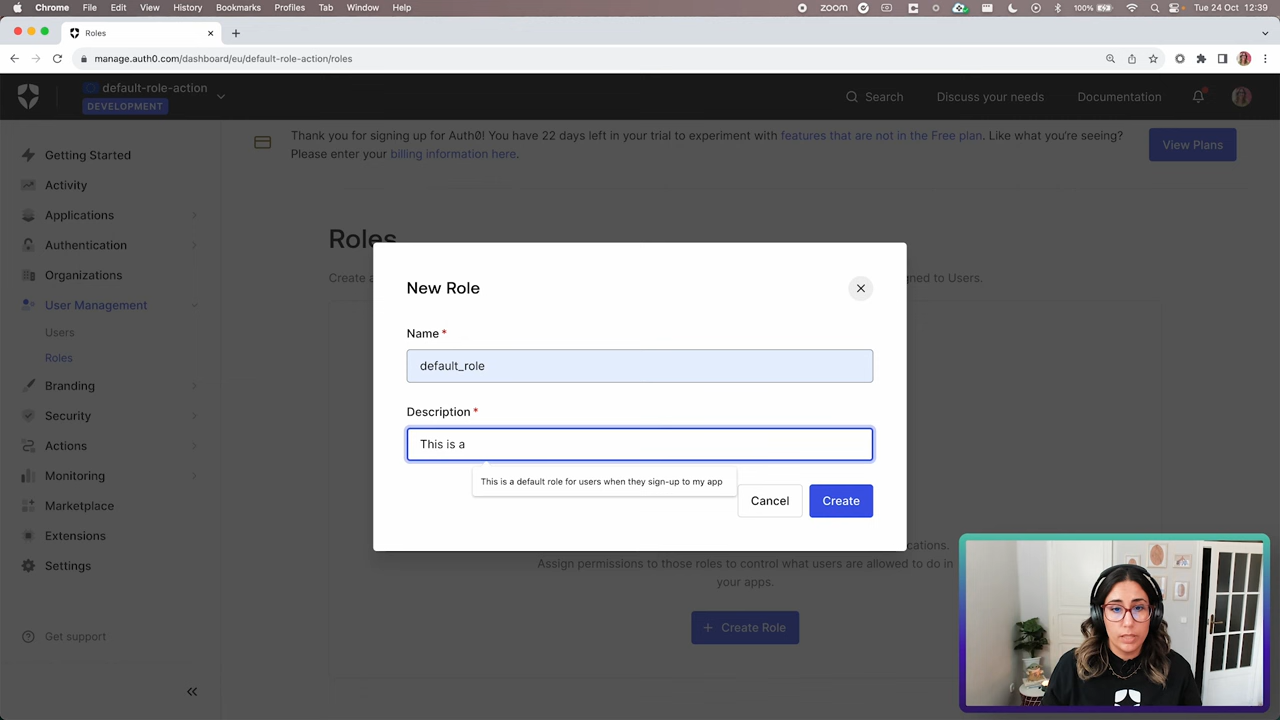 Chrome File Edit View History Bookmarks Profiles Tab Window Help zoom 100% Tue 24 Oct 12:39
Roles
manage.auth0.com/dashboard/eu/default-role-action/roles
default-role-action
DEVELOPMENT
Search Discuss your needs Documentation
Thank you for signing up for Auth0! You have 22 days left in your trial to experiment with features that are not in the Free plan. Like what you're seeing?
Please enter your billing information here.
View Plans
Getting Started
Activity
Applications
Authentication
Organizations
User Management
Users
Roles
Branding
Security
Actions
Monitoring
Marketplace
Extensions
Settings
Get support
Roles
Create a
gned to Users.
New Role
Name *
default_role
Description *
This is a
This is a default role for users when they sign-up to my app
Cancel Create
cations.
Assign permissions to those roles to control what users are allowed to do in
your apps.
+ Create Role